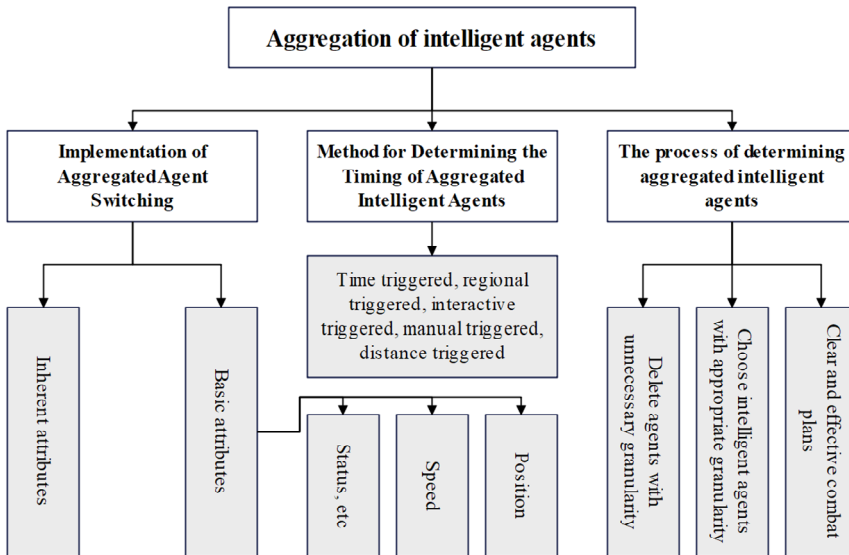 Aggregation of intelligent agents
Implementation of
Aggregated Agent
Switching
Method for Determining the
Timing of Aggregated
Intelligent Agents
The process of determining
aggregated intelligent
agents
Time triggered, regional
triggered, interactive
triggered, manual triggered,
distance triggered
Inherent attributes
Basic attributes
Status, etc
Speed
Position
Delete agents with
unnecessary granularity
Choose intelligent agents
with appropriate granularity
Clear and effective combat
plans